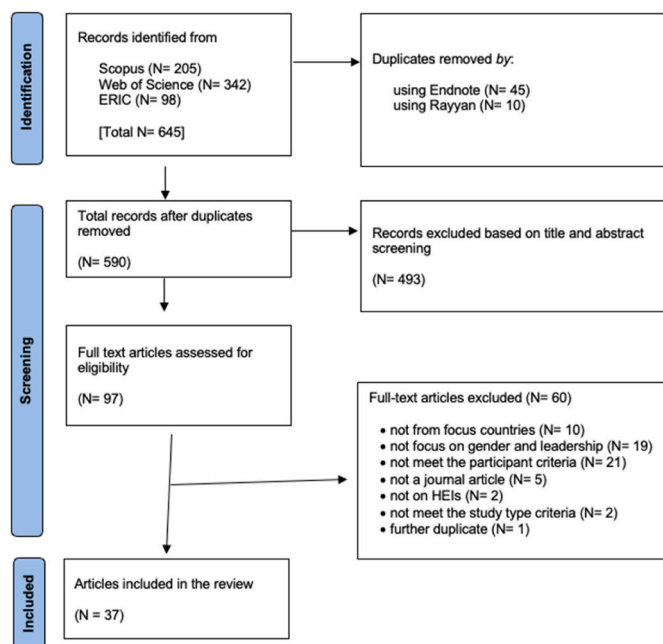 Identification
Records identified from
Scopus (N= 205)
Web of Science (N= 342)
ERIC (N= 98)
[Total N= 645]
Duplicates removed by:
using Endnote (N= 45)
using Rayyan (N= 10)
Screening
Total records after duplicates
removed
(N= 590)
Records excluded based on title and abstract
screening
(N= 493)
Full text articles assessed for
eligibility
(N= 97)
Full-text articles excluded (N= 60)
• not from focus countries (N= 10)
• not focus on gender and leadership (N= 19)
• not meet the participant criteria (N= 21)
• not a journal article (N= 5)
• not on HEIs (N= 2)
• not meet the study type criteria (N= 2)
• further duplicate (N= 1)
Included
Articles included in the review
(N = 37)